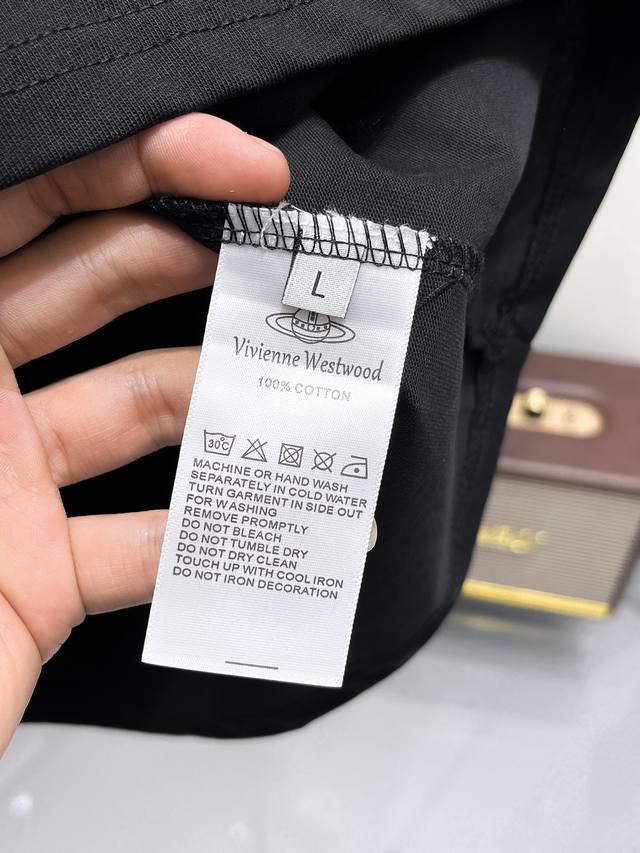 L
Vivienne Westwood
100% COTTON
30°C
MACHINE OR HAND WASH
SEPARATELY IN COLD WATER
TURN GARMENT IN SIDE OUT
FOR WASHING
REMOVE PROMPTLY
DO NOT BLEACH
DO NOT TUMBLE DRY
DO NOT DRY CLEAN
TOUCH UP WITH COOL IRON
DO NOT IRON DECORATION